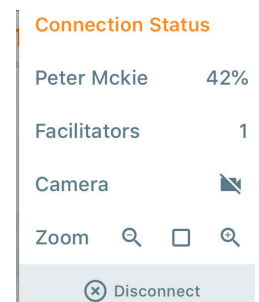 Connection Status
Peter Mckie 42%
Facilitators 1
Camera
Zoom
Disconnect